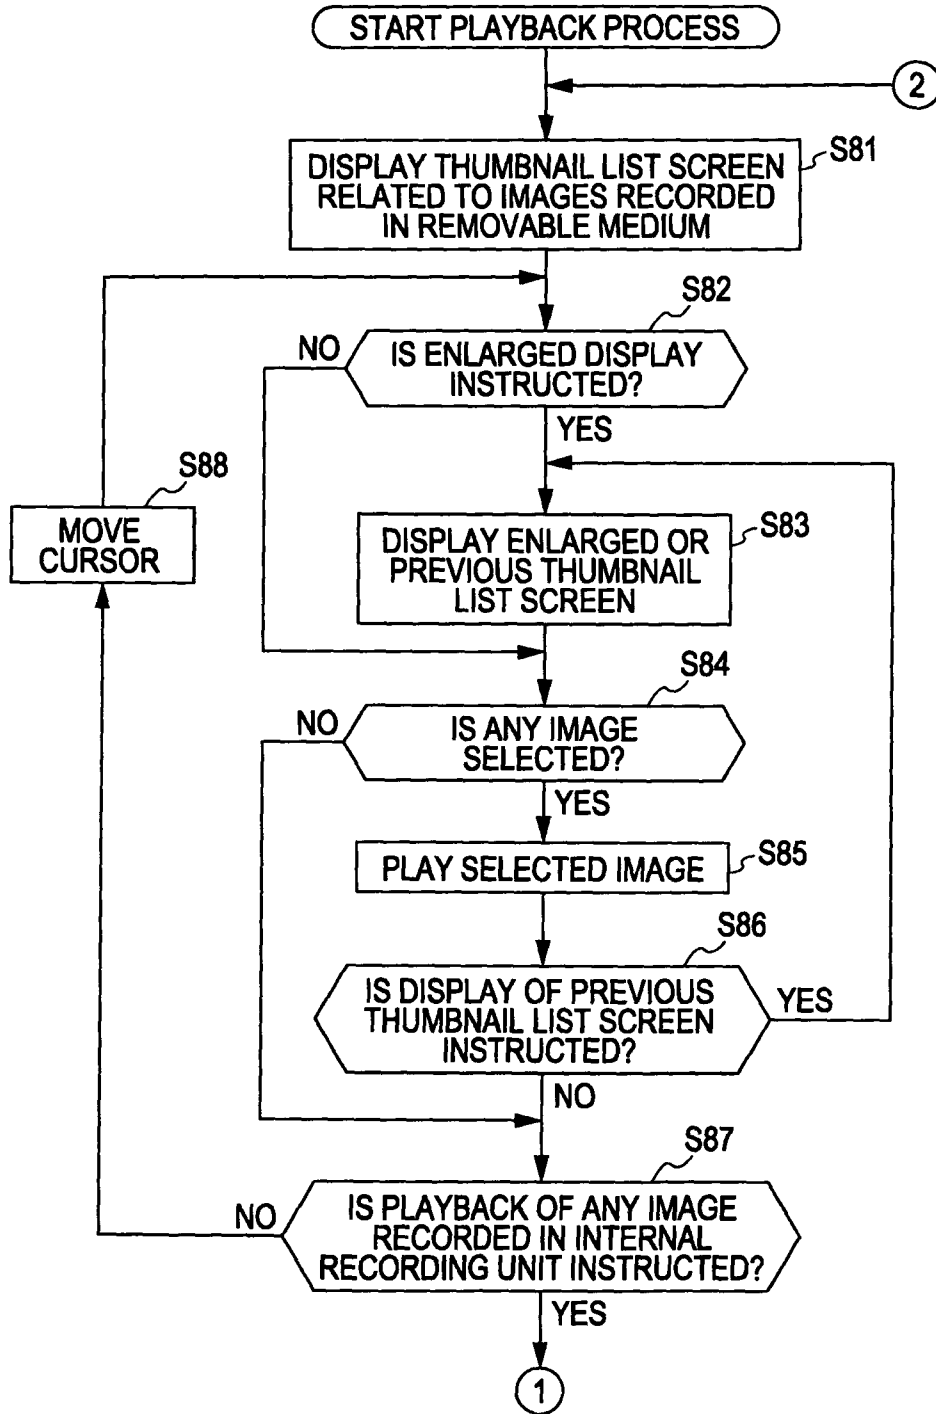 START PLAYBACK PROCESS
2
S81
DISPLAY THUMBNAIL LIST SCREEN
RELATED TO IMAGES RECORDED
IN REMOVABLE MEDIUM
S82
NO
IS ENLARGED DISPLAY
INSTRUCTED?
YES
S88
MOVE
CURSOR
S83
DISPLAY ENLARGED OR
PREVIOUS THUMBNAIL
LIST SCREEN
S84
NO
IS ANY IMAGE
SELECTED?
YES
S85
PLAY SELECTED IMAGE
S86
IS DISPLAY OF PREVIOUS
THUMBNAIL LIST SCREEN
INSTRUCTED?
YES
NO
S87
NO
IS PLAYBACK OF ANY IMAGE
RECORDED IN INTERNAL
RECORDING UNIT INSTRUCTED?
YES
1